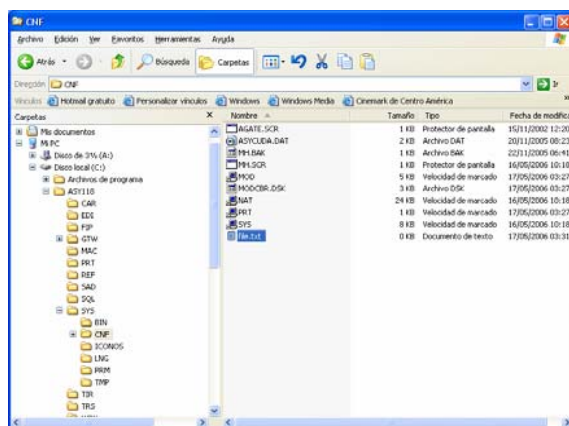 CNF
Archivo Edición Ver Favoritos Herramientas Ayuda
Atrás Búsqueda Carpetas
Dirección CNF Ir
Vínculos Hotmail gratuito Personalizar vínculos Windows Windows Media Cinemark de Centro América
Carpetas
Mis documentos
Mi PC
Disco de 3½ (A:)
Disco local (C:)
Archivos de programa
ASY118
CAR
EDI
FIP
GTW
MAC
PRT
REF
SAD
SQL
SYS
BIN
CNF
ICONOS
LNG
PRM
TMP
TIR
TRS
Nombre Tamaño Tipo Fecha de modifica
AGATE.SCR 1 KB Protector de pantalla 15/11/2002 12:20
ASYCUDA.DAT 2 KB Archivo DAT 20/11/2005 08:23
MH.BAK 1 KB Archivo BAK 22/11/2005 06:41
MH.SCR 1 KB Protector de pantalla 16/05/2006 10:18
MOD 5 KB Velocidad de marcado 17/05/2006 03:27
MODCBR.DSK 3 KB Archivo DSK 17/05/2006 03:27
NAT 24 KB Velocidad de marcado 16/05/2006 10:18
PRT 1 KB Velocidad de marcado 17/05/2006 03:27
SYS 8 KB Velocidad de marcado 16/05/2006 10:18
file.txt 0 KB Documento de texto 17/05/2006 03:31